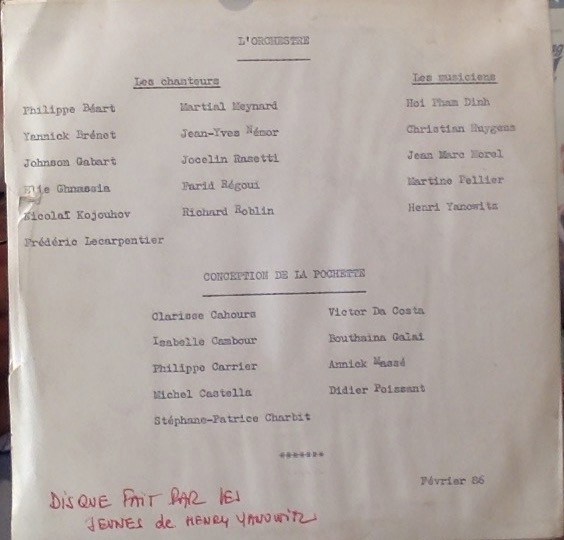 L'ORCHESTRE
Les chanteurs
Philippe Béart Martial Meynard
Yannick Brénot Jean-Yves Némor
Johnson Gabart Jocelin Rasetti
Elie Ghnassia Farid Régoui
Nicolaï Kojouhov Richard Roblin
Frédéric Lecarpentier
Les musiciens
Hoi Pham Dinh
Christian Huygens
Jean Marc Morel
Martine Pellier
Henri Yanowitz
CONCEPTION DE LA POCHETTE
Clarisse Cahours Victor Da Costa
Isabelle Cambour Bouthaina Galai
Philippe Carrier Annick Massé
Michel Castella Didier Poissant
Stéphane-Patrice Charbit
*******
Février 86
DISQUE FAIT PAR LES
JEUNES de HENRY YANOWITZ